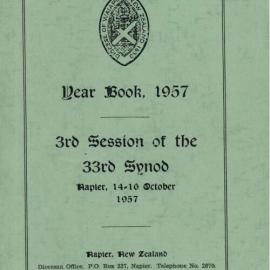 Year Book, 1957
3rd Session of the
33rd Synod
Napier, 14-16 October
1957
Napier, New Zealand
Diocesan Office, P.O. Box 227, Napier. Telephone No. 2870.